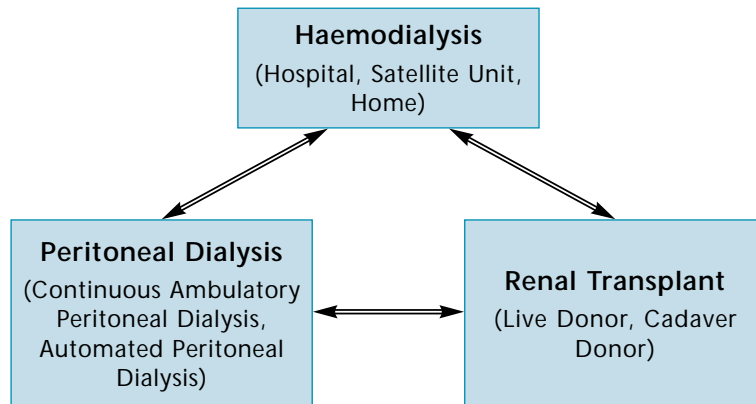 Haemodialysis
(Hospital, Satellite Unit,
Home)
Peritoneal Dialysis
(Continuous Ambulatory
Peritoneal Dialysis,
Automated Peritoneal
Dialysis)
Renal Transplant
(Live Donor, Cadaver
Donor)